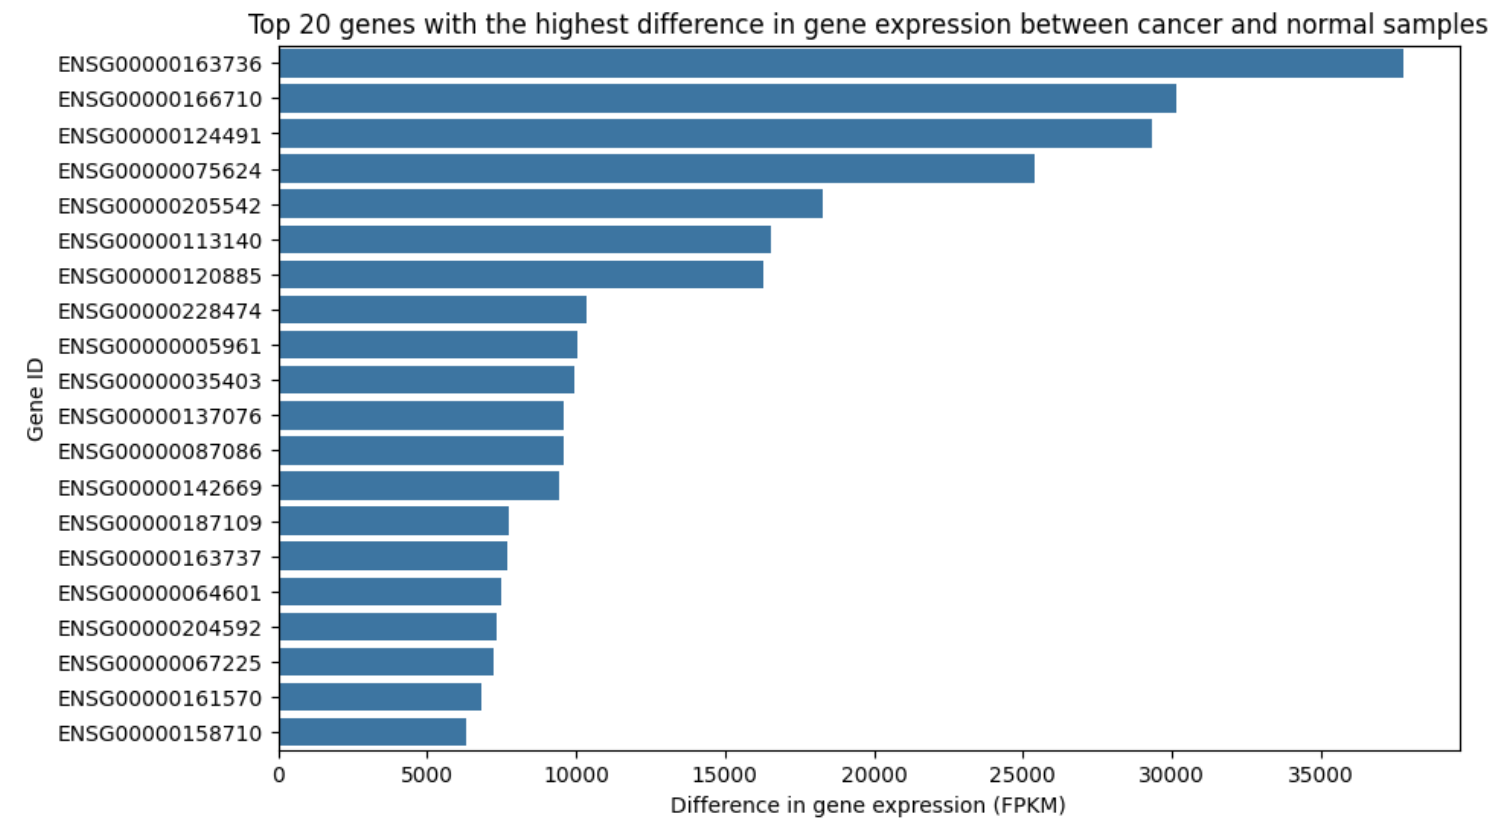 Top 20 genes with the highest difference in gene expression between cancer and normal samples
ENSG00000163736
ENSG00000166710
ENSG00000124491
ENSG00000075624
ENSG00000205542
ENSG00000113140
ENSG00000120885
ENSG00000228474
ENSG00000005961
ENSG00000035403
ENSG00000137076
ENSG00000087086
ENSG00000142669
ENSG00000187109
ENSG00000163737
ENSG00000064601
ENSG00000204592
ENSG00000067225
ENSG00000161570
ENSG00000158710
Gene ID
0 5000 10000 15000 20000 25000 30000 35000
Difference in gene expression (FPKM)